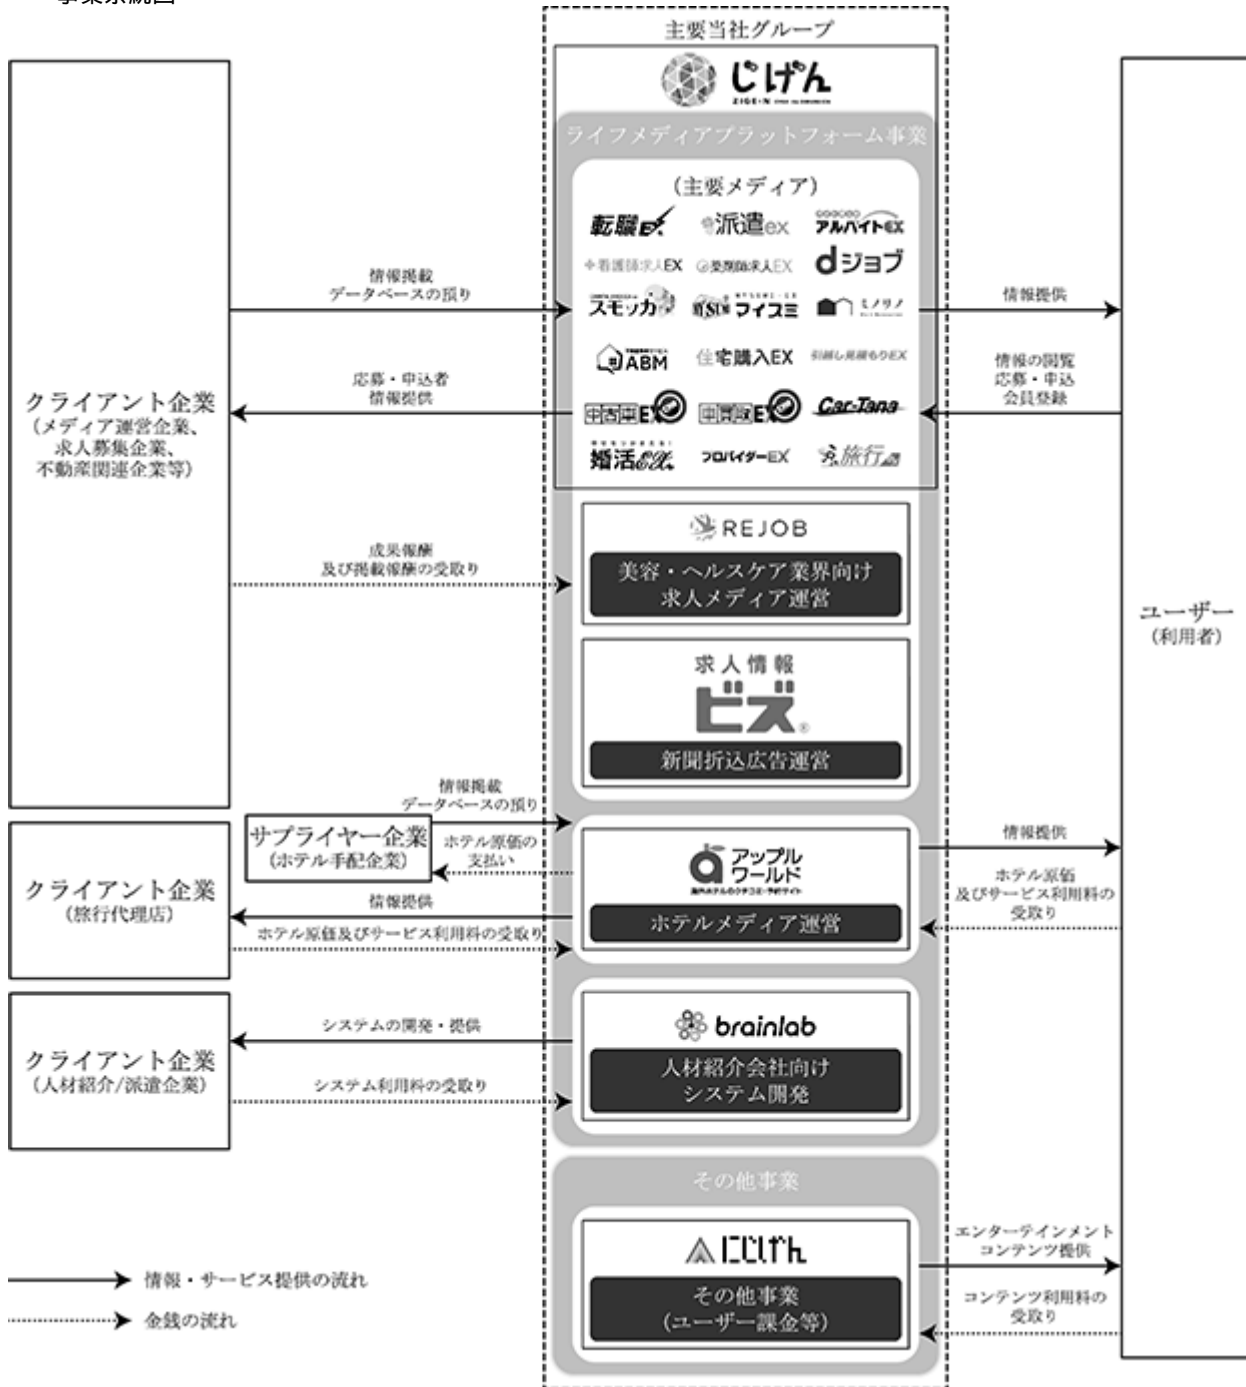 事業系統図
主要当社グループ
じげん
ZIGExN
ライフメディアプラットフォーム事業
（主要メディア）
転職EX
派遣ex
アルバイトEX
看護師求人EX
薬剤師求人EX
dジョブ
スモッカ
MYSUMI
マイスミ
ミノリノ
ABM
住宅購入EX
引越し見積もりEX
中古車EX
車買取EX
Car-Tana
婚活EX
プロバイダーEX
旅行
REJOB
美容・ヘルスケア業界向け
求人メディア運営
求人情報
ビズ®
新聞折込広告運営
アップル
ワールド
海外ホテルのクチコミ・予約サイト
ホテルメディア運営
brainlab
人材紹介会社向け
システム開発
その他事業
にじげん
その他事業
（ユーザー課金等）
クライアント企業
（メディア運営企業、
求人募集企業、
不動産関連企業等）
情報掲載
データベースの預り
応募・申込者
情報提供
成果報酬
及び掲載報酬の受取り
情報掲載
データベースの預り
サプライヤー企業
（ホテル手配企業）
ホテル原価の
支払い
クライアント企業
（旅行代理店）
情報提供
ホテル原価及びサービス利用料の受取り
クライアント企業
（人材紹介/派遣企業）
システムの開発・提供
システム利用料の受取り
情報提供
情報の閲覧
応募・申込
会員登録
ユーザー
（利用者）
情報提供
ホテル原価
及びサービス利用料の
受取り
エンターテインメント
コンテンツ提供
コンテンツ利用料の
受取り
情報・サービス提供の流れ
金銭の流れ